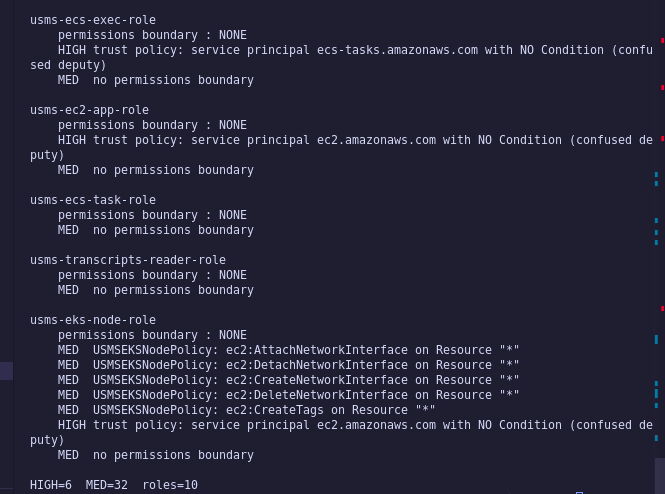 usms-ecs-exec-role
    permissions boundary : NONE
    HIGH trust policy: service principal ecs-tasks.amazonaws.com with NO Condition (confu
sed deputy)
    MED  no permissions boundary

usms-ec2-app-role
    permissions boundary : NONE
    HIGH trust policy: service principal ec2.amazonaws.com with NO Condition (confused de
puty)
    MED  no permissions boundary

usms-ecs-task-role
    permissions boundary : NONE
    MED  no permissions boundary

usms-transcripts-reader-role
    permissions boundary : NONE
    MED  no permissions boundary

usms-eks-node-role
    permissions boundary : NONE
    MED  USMSEKSNodePolicy: ec2:AttachNetworkInterface on Resource "*"
    MED  USMSEKSNodePolicy: ec2:DetachNetworkInterface on Resource "*"
    MED  USMSEKSNodePolicy: ec2:CreateNetworkInterface on Resource "*"
    MED  USMSEKSNodePolicy: ec2:DeleteNetworkInterface on Resource "*"
    MED  USMSEKSNodePolicy: ec2:CreateTags on Resource "*"
    HIGH trust policy: service principal ec2.amazonaws.com with NO Condition (confused de
puty)
    MED  no permissions boundary

HIGH=6  MED=32  roles=10